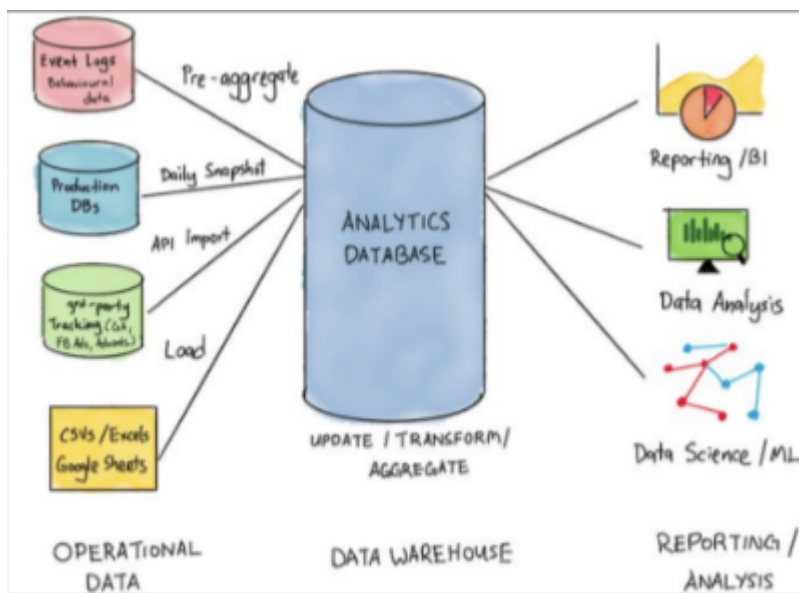 Event Logs
Behavioural
data
Pre-aggregate
Production
DBs
Daily Snapshot
3rd-party
Tracking (GA,
FB Ads, Adwords)
API Import
CSVs/Excels
Google Sheets
Load
OPERATIONAL
DATA
ANALYTICS
DATABASE
UPDATE / TRANSFORM/
AGGREGATE
DATA WAREHOUSE
Reporting /BI
Data Analysis
Data Science /ML
REPORTING /
ANALYSIS